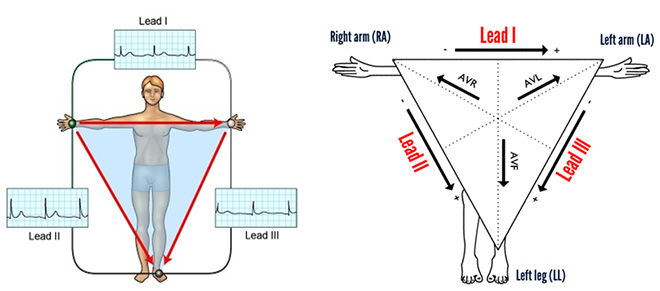 Lead I
Lead II
Lead III
Right arm (RA)
- Lead I +
Left arm (LA)
AVR
AVL
-
-
Lead II
Lead III
AVF
+
+
Left leg (LL)